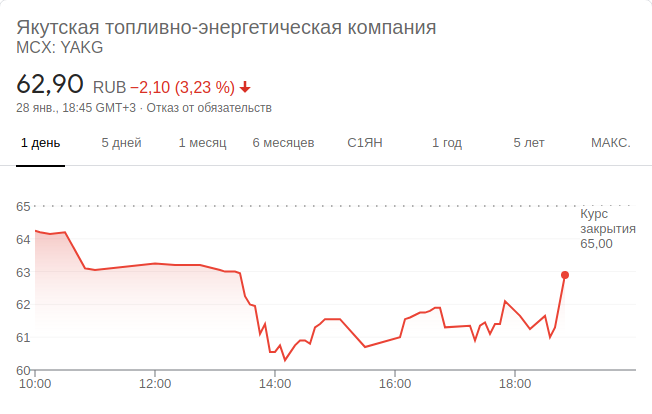 Якутская топливно-энергетическая компания
MCX: YAKG
62,90 RUB −2,10 (3,23 %)
28 янв., 18:45 GMT+3 · Отказ от обязательств
1 день 5 дней 1 месяц 6 месяцев С1ЯН 1 год 5 лет МАКС.
65
Курс
закрытия
65,00
64
63
62
61
60
10:00 12:00 14:00 16:00 18:00